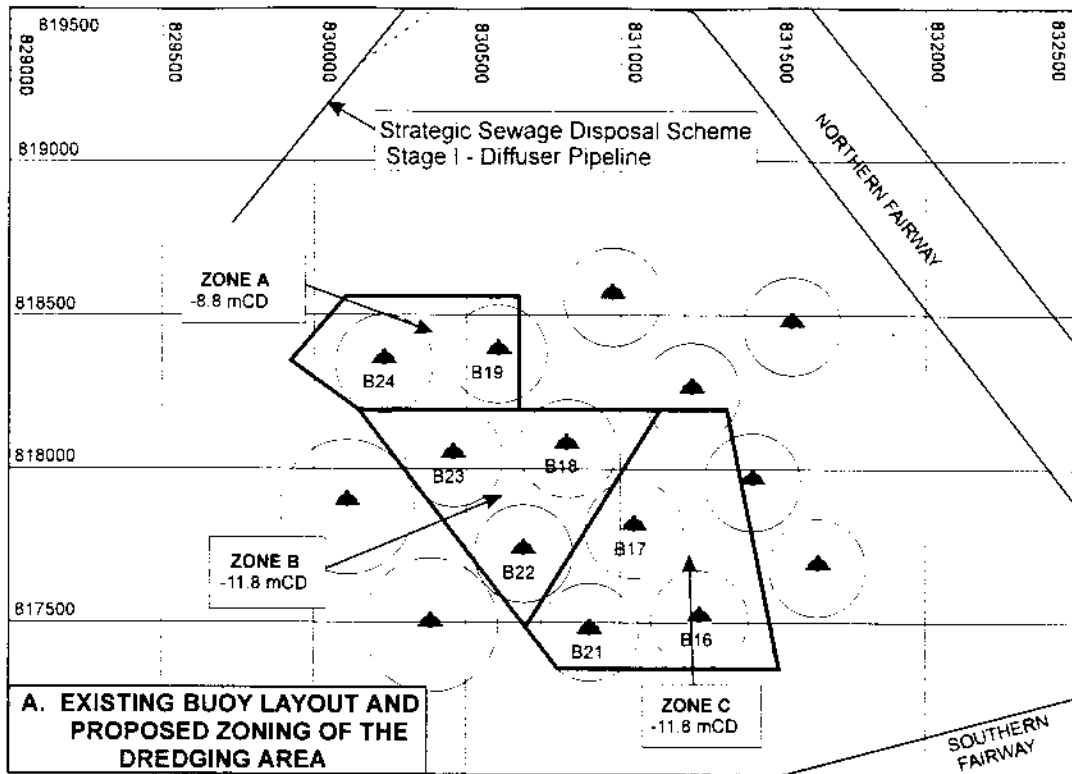 819500
829000
829500
830000
830500
831000
831500
832000
832500
Strategic Sewage Disposal Scheme
Stage I - Diffuser Pipeline
819000
NORTHERN FAIRWAY
ZONE A
-8.8 mCD
818500
B24
B19
818000
B23
B18
B17
ZONE B
-11.8 mCD
B22
817500
B21
B16
ZONE C
-11.8 mCD
A. EXISTING BUOY LAYOUT AND
PROPOSED ZONING OF THE
DREDGING AREA
SOUTHERN
FAIRWAY